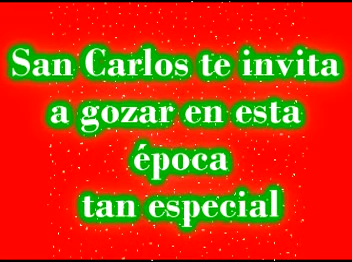 San Carlos te invita
a gozar en esta
época
tan especial